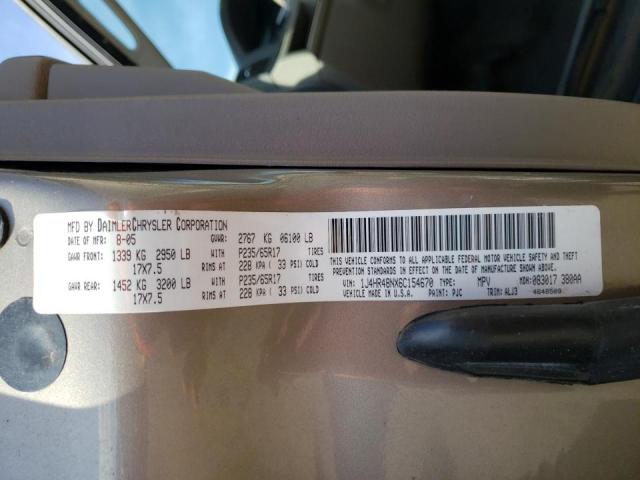 MFD BY DAIMLERCHRYSLER CORPORATION
DATE OF MFR 8-05 GVWR: 2767 KG 06100 LB
GAWR FRONT: 1339 KG 2950 LB WITH P235/65R17 TIRES
17X7.5 RIMS AT 228 KPA ( 33 PSI) COLD
GAWR REAR: 1452 KG 3200 LB WITH P235/65R17 TIRES
17X7.5 RIMS AT 228 KPA ( 33 PSI) COLD
THIS VEHICLE CONFORMS TO ALL APPLICABLE FEDERAL MOTOR VEHICLE SAFETY AND THEFT
PREVENTION STANDARDS IN EFFECT ON THE DATE OF MANUFACTURE SHOWN ABOVE.
VIN: 1J4HR48NX6C154670 TYPE: MPV MDH: 083017 380AA
MADE IN U.S.A. PAINT: PJC TRIM: ALJ3 4648509